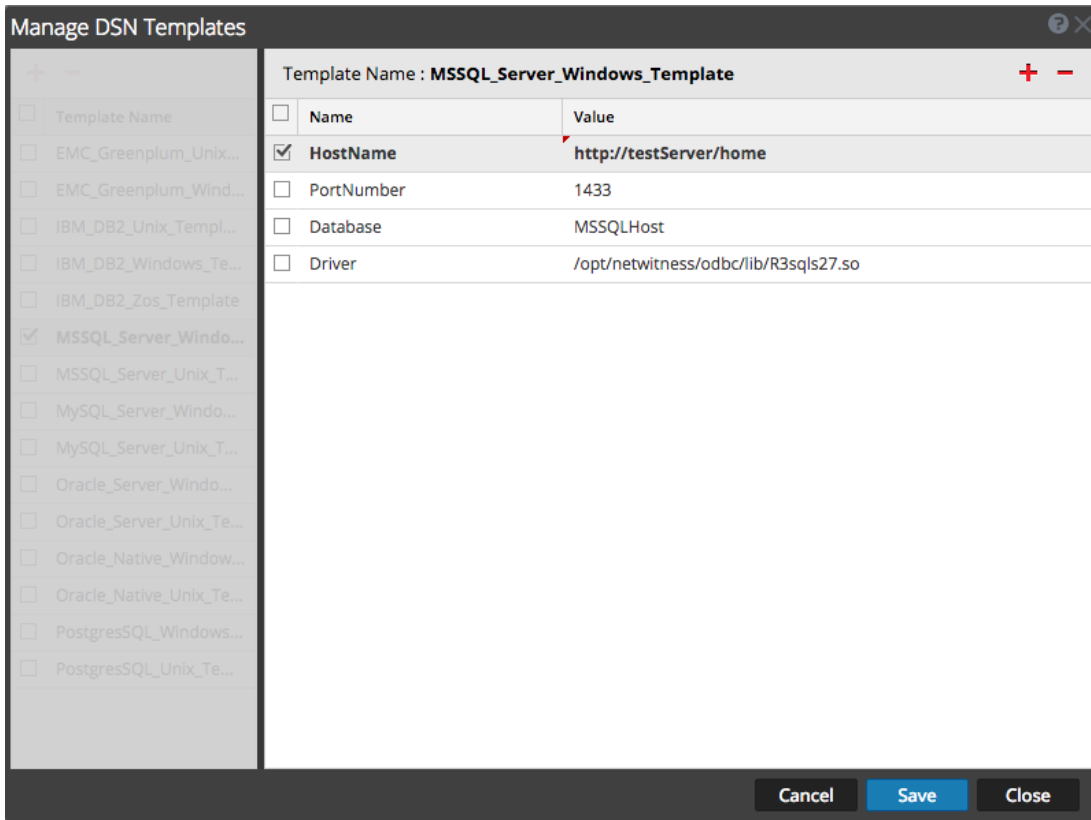 Manage DSN Templates
Template Name
EMC_Greenplum_Unix...
EMC_Greenplum_Wind...
IBM_DB2_Unix_Templ...
IBM_DB2_Windows_Te...
IBM_DB2_Zos_Template
MSSQL_Server_Windo...
MSSQL_Server_Unix_T...
MySQL_Server_Windo...
MySQL_Server_Unix_T...
Oracle_Server_Windo...
Oracle_Server_Unix_Te...
Oracle_Native_Window...
Oracle_Native_Unix_Te...
PostgresSQL_Windows...
PostgresSQL_Unix_Te...
Template Name : MSSQL_Server_Windows_Template
Name Value
HostName http://testServer/home
PortNumber 1433
Database MSSQLHost
Driver /opt/netwitness/odbc/lib/R3sqls27.so
Cancel Save Close